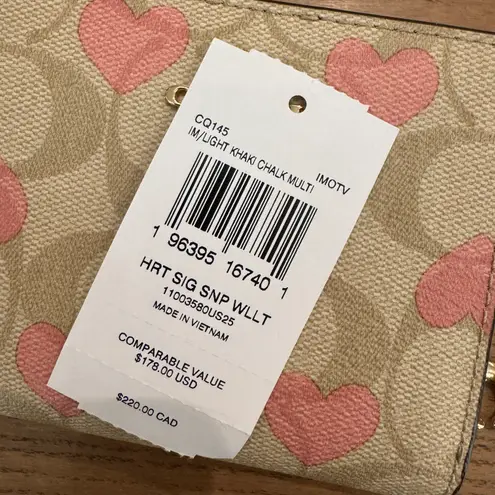 CQ145
IM/LIGHT KHAKI CHALK MULTI
IMOTV
1 96395 16740 1
HRT SIG SNP WLLT
11003580US25
MADE IN VIETNAM
COMPARABLE VALUE
$178.00 USD
$220.00 CAD